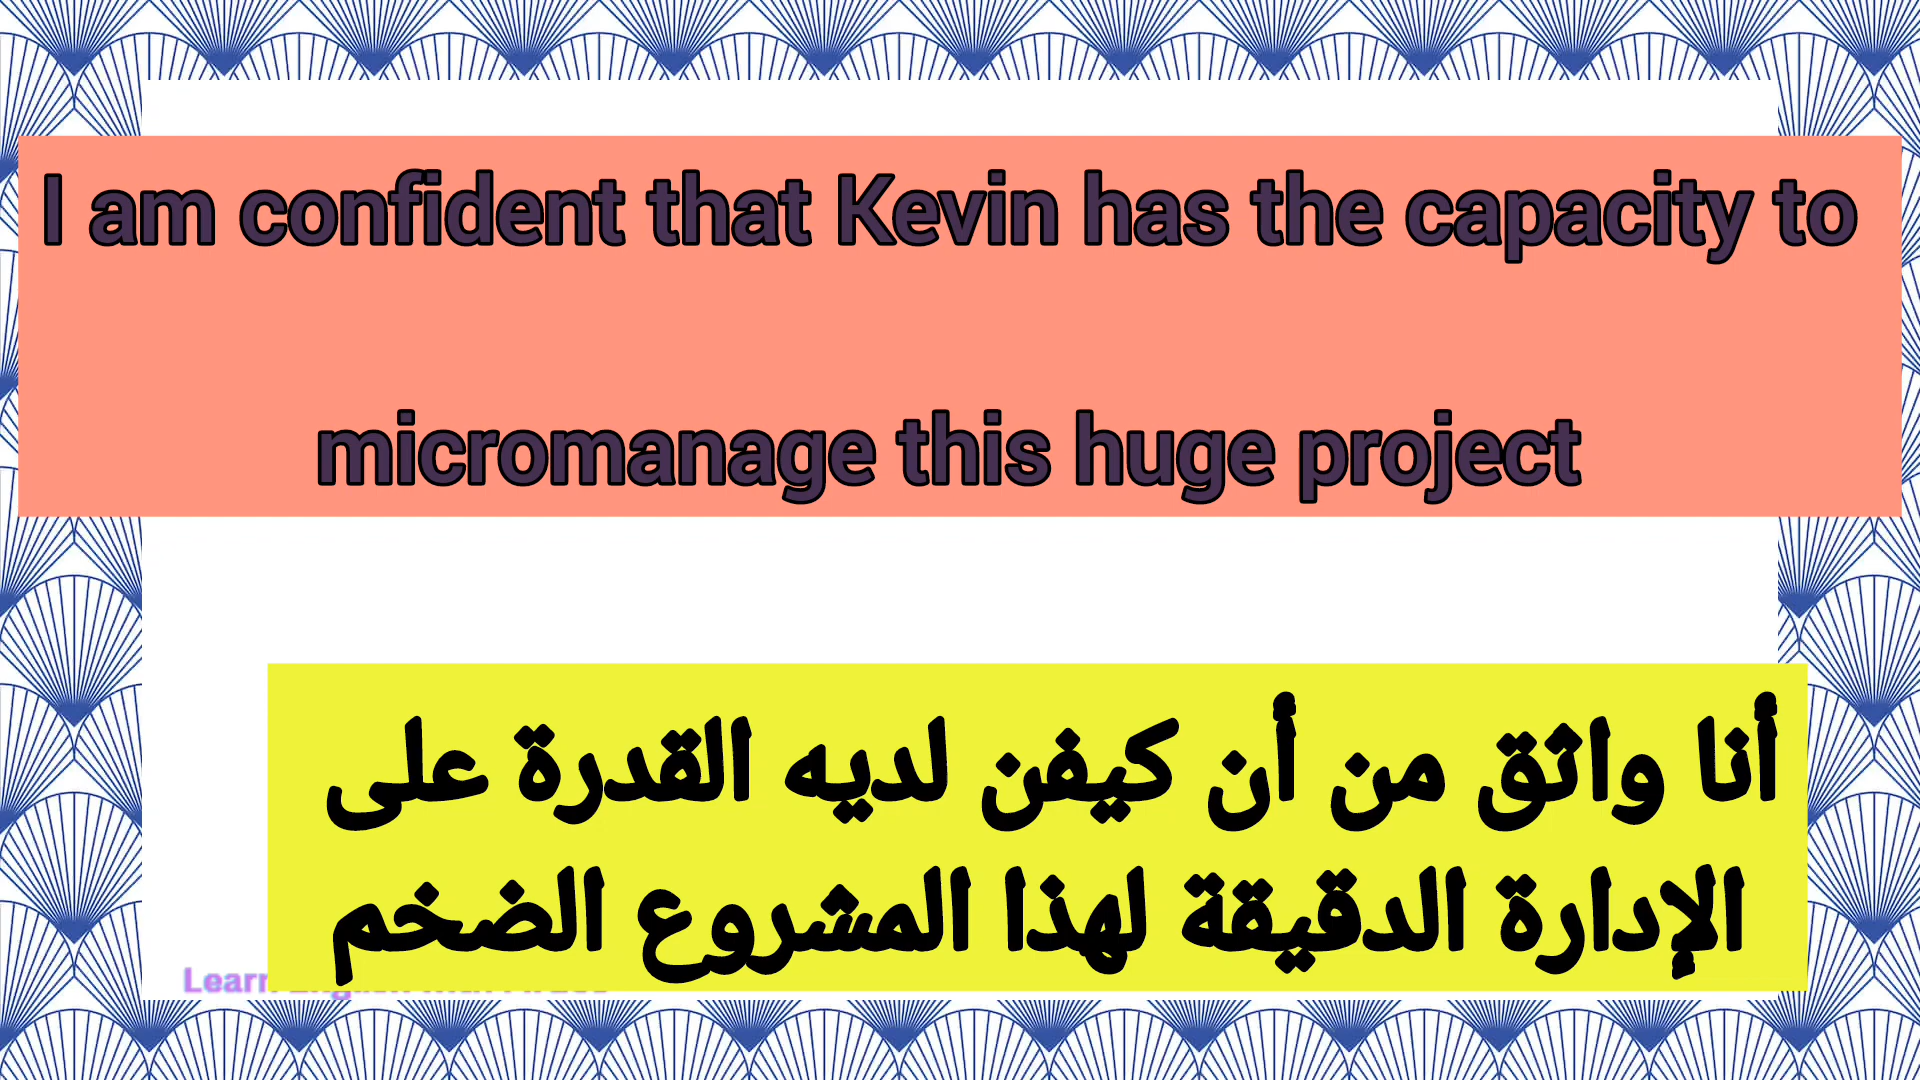 I am confident that Kevin has the capacity to
micromanage this huge project
أنا واثق من أن كيفن لديه القدرة على
الإدارة الدقيقة لهذا المشروع الضخم
Learn